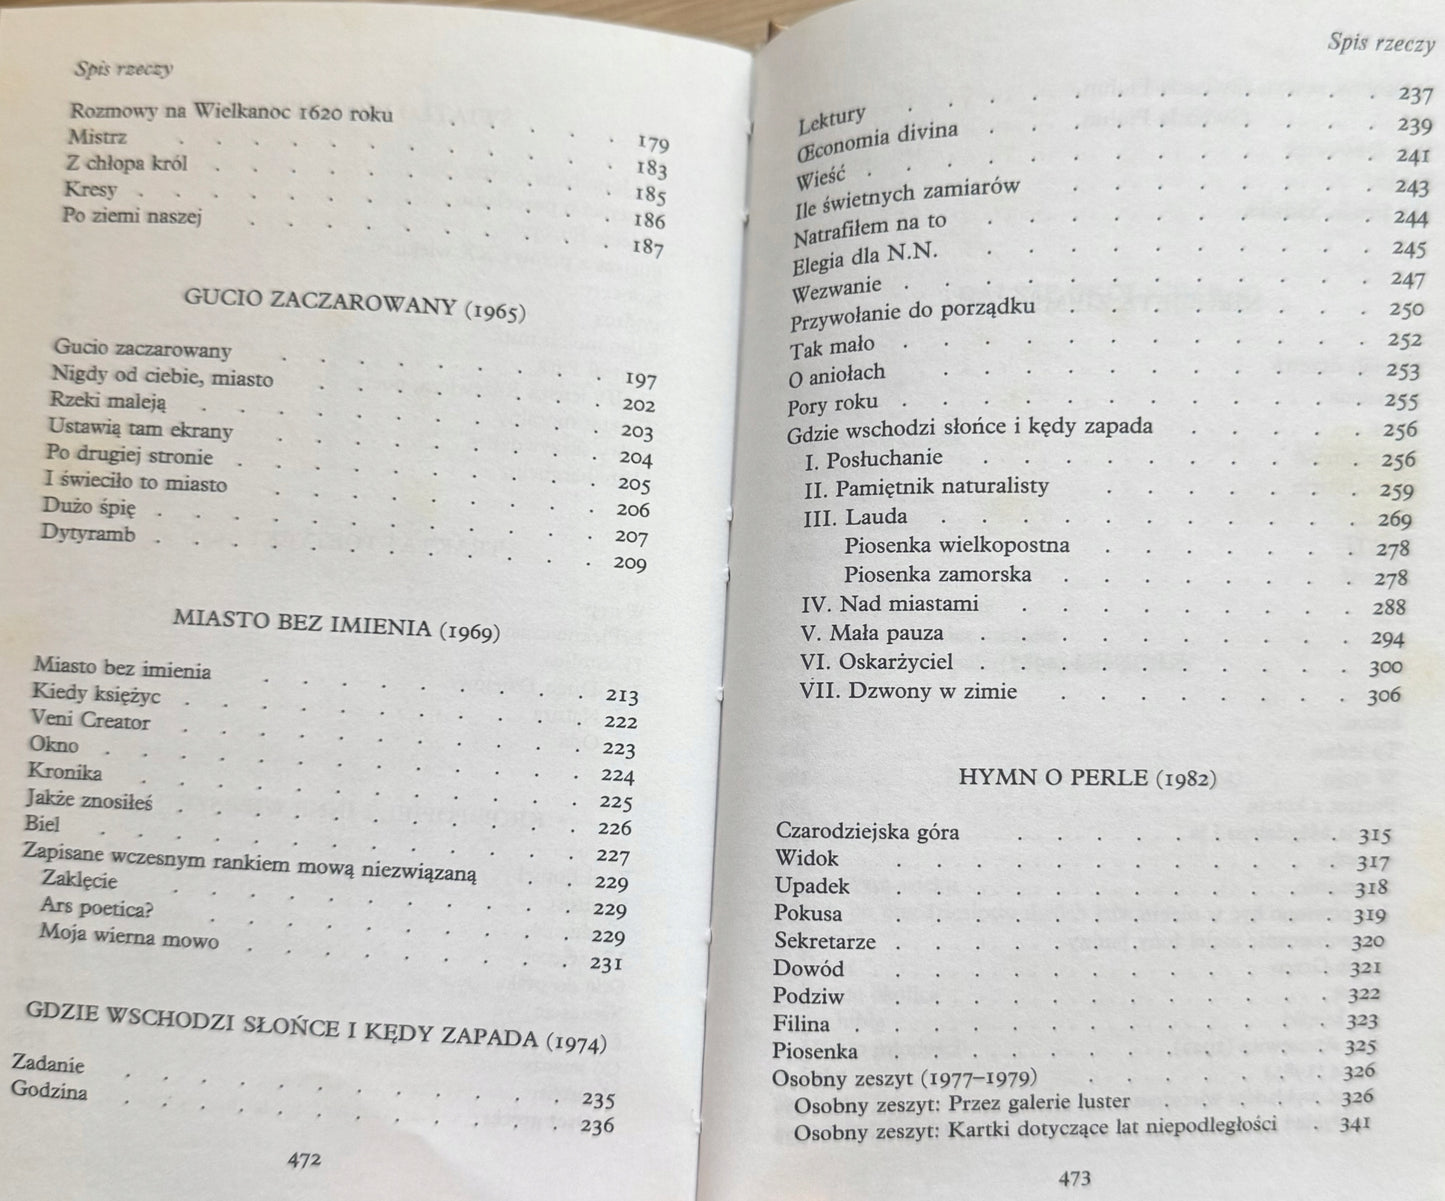 Spis rzeczy
Rozmowy na Wielkanoc 1620 roku . . . . . 179
Mistrz . . . . . . . . . . . 183
Z chłopa król . . . . . . . . . . 185
Kresy . . . . . . . . . . . . 186
Po ziemi naszej . . . . . . . . . . 187
GUCIO ZACZAROWANY (1965)
Gucio zaczarowany . . . . . . . . 197
Nigdy od ciebie, miasto . . . . . . . 202
Rzeki maleją . . . . . . . . . . 203
Ustawią tam ekrany . . . . . . . . 204
Po drugiej stronie . . . . . . . . . 205
I świeciło to miasto . . . . . . . . 206
Dużo śpię . . . . . . . . . . . 207
Dytyramb . . . . . . . . . . . 209
MIASTO BEZ IMIENIA (1969)
Miasto bez imienia . . . . . . . . . 213
Kiedy księżyc . . . . . . . . . . 222
Veni Creator . . . . . . . . . . 223
Okno . . . . . . . . . . . . 224
Kronika . . . . . . . . . . . 225
Jakże znosiłeś . . . . . . . . . . 226
Biel . . . . . . . . . . . . 227
Zapisane wczesnym rankiem mową niezwiązaną . . 229
Zaklęcie . . . . . . . . . . . 229
Ars poetica? . . . . . . . . . . 229
Moja wierna mowo . . . . . . . . . 231
GDZIE WSCHODZI SŁOŃCE I KĘDY ZAPADA (1974)
Zadanie . . . . . . . . . . . . 235
Godzina . . . . . . . . . . . . 236
472
Spis rzeczy
Lektury . . . . . . . . . . . . 237
Œconomia divina . . . . . . . . . . 239
Wieść . . . . . . . . . . . . . 241
Ile świetnych zamiarów . . . . . . . . 243
Natrafiłem na to . . . . . . . . . . 244
Elegia dla N.N. . . . . . . . . . . 245
Wezwanie . . . . . . . . . . . . 247
Przywołanie do porządku . . . . . . . . 250
Tak mało . . . . . . . . . . . . 252
O aniołach . . . . . . . . . . . 253
Pory roku . . . . . . . . . . . . 255
Gdzie wschodzi słońce i kędy zapada . . . . . 256
I. Posłuchanie . . . . . . . . . . 256
II. Pamiętnik naturalisty . . . . . . . 259
III. Lauda . . . . . . . . . . . 269
Piosenka wielkopostna . . . . . . . 278
Piosenka zamorska . . . . . . . . 278
IV. Nad miastami . . . . . . . . . 288
V. Mała pauza . . . . . . . . . . 294
VI. Oskarżyciel . . . . . . . . . . 300
VII. Dzwony w zimie . . . . . . . . 306
HYMN O PERLE (1982)
Czarodziejska góra . . . . . . . . . 315
Widok . . . . . . . . . . . . 317
Upadek . . . . . . . . . . . . 318
Pokusa . . . . . . . . . . . . 319
Sekretarze . . . . . . . . . . . 320
Dowód . . . . . . . . . . . . 321
Podziw . . . . . . . . . . . . 322
Filina . . . . . . . . . . . . . 323
Piosenka . . . . . . . . . . . . 325
Osobny zeszyt (1977–1979) . . . . . . . 326
Osobny zeszyt: Przez galerie luster . . . . . 326
Osobny zeszyt: Kartki dotyczące lat niepodległości . 341
473